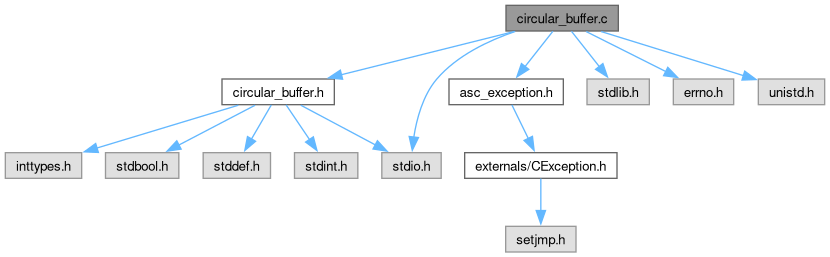 circular_buffer.c
circular_buffer.h
asc_exception.h
stdlib.h
errno.h
unistd.h
inttypes.h
stdbool.h
stddef.h
stdint.h
stdio.h
externals/CException.h
setjmp.h